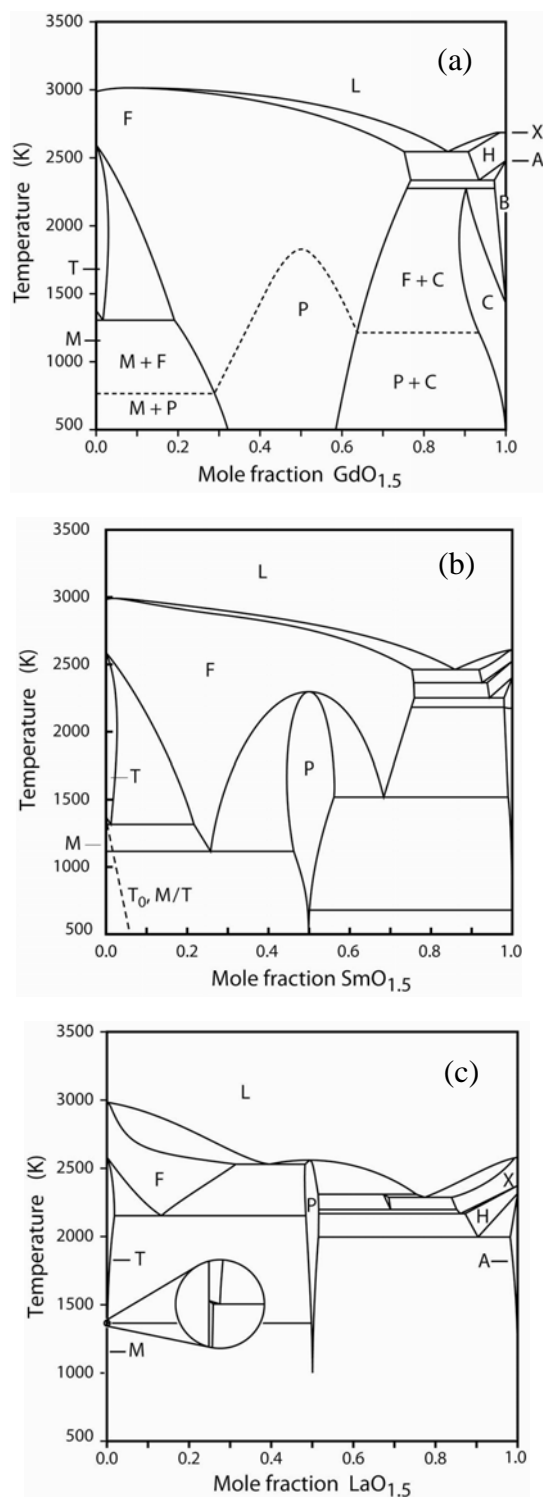 (a)
3500
3000
2500
2000
1500
1000
500
Temperature (K)
L
F
X
H
A
B
T
F + C
P
C
M
M + F
P + C
M + P
0.0 0.2 0.4 0.6 0.8 1.0
Mole fraction GdO1.5
(b)
3500
3000
2500
2000
1500
1000
500
Temperature (K)
L
F
P
T
M
T0, M/T
0.0 0.2 0.4 0.6 0.8 1.0
Mole fraction SmO1.5
(c)
3500
3000
2500
2000
1500
1000
500
Temperature (K)
L
F
X
P
H
T
A
M
0.0 0.2 0.4 0.6 0.8 1.0
Mole fraction LaO1.5